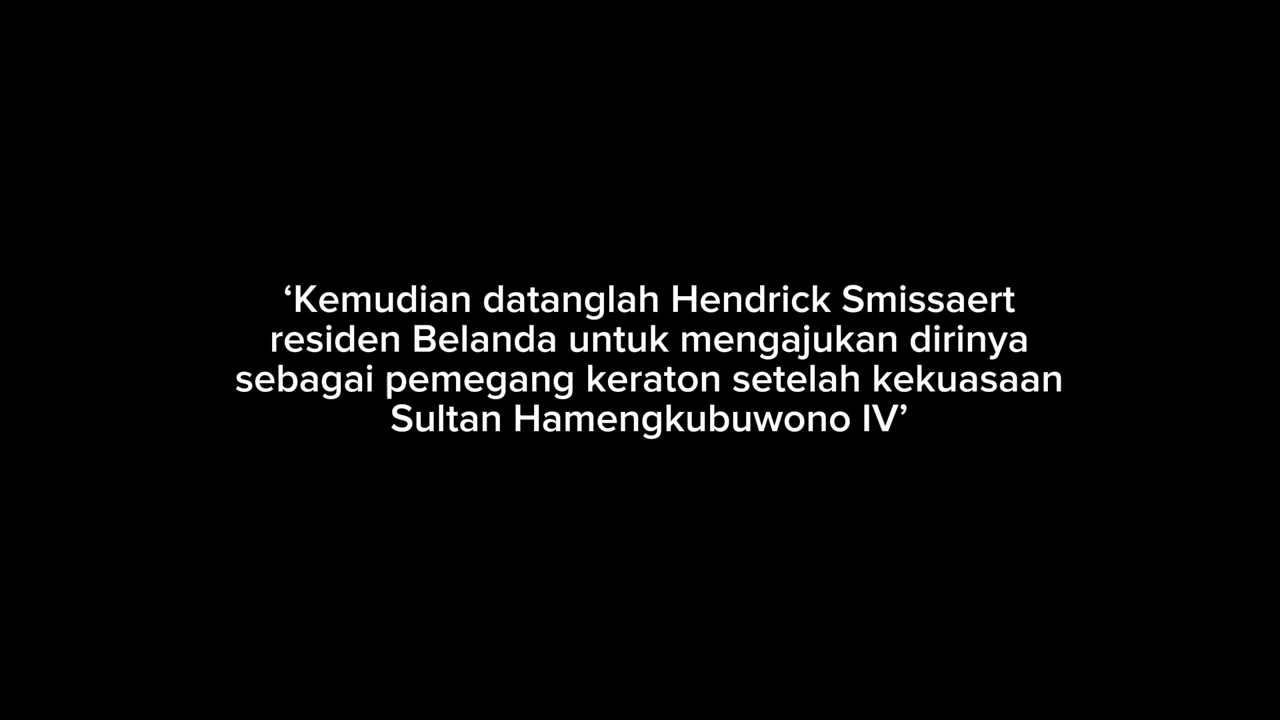 ‘Kemudian datanglah Hendrick Smissaert
residen Belanda untuk mengajukan dirinya
sebagai pemegang keraton setelah kekuasaan
Sultan Hamengkubuwono IV’